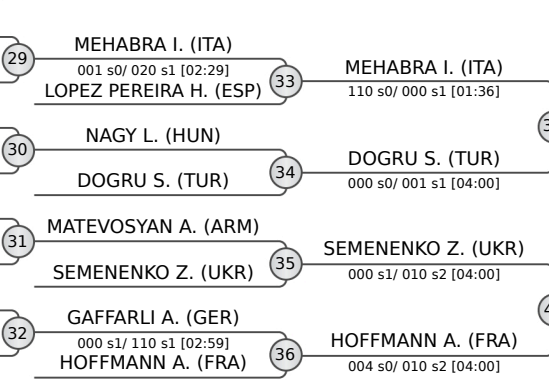 29
MEHABRA I. (ITA)
001 s0/ 020 s1 [02:29]
LOPEZ PEREIRA H. (ESP)
33
MEHABRA I. (ITA)
110 s0/ 000 s1 [01:36]
30
NAGY L. (HUN)
DOGRU S. (TUR)
34
DOGRU S. (TUR)
000 s0/ 001 s1 [04:00]
31
MATEVOSYAN A. (ARM)
SEMENENKO Z. (UKR)
35
SEMENENKO Z. (UKR)
000 s1/ 010 s2 [04:00]
32
GAFFARLI A. (GER)
000 s1/ 110 s1 [02:59]
HOFFMANN A. (FRA)
36
HOFFMANN A. (FRA)
004 s0/ 010 s2 [04:00]